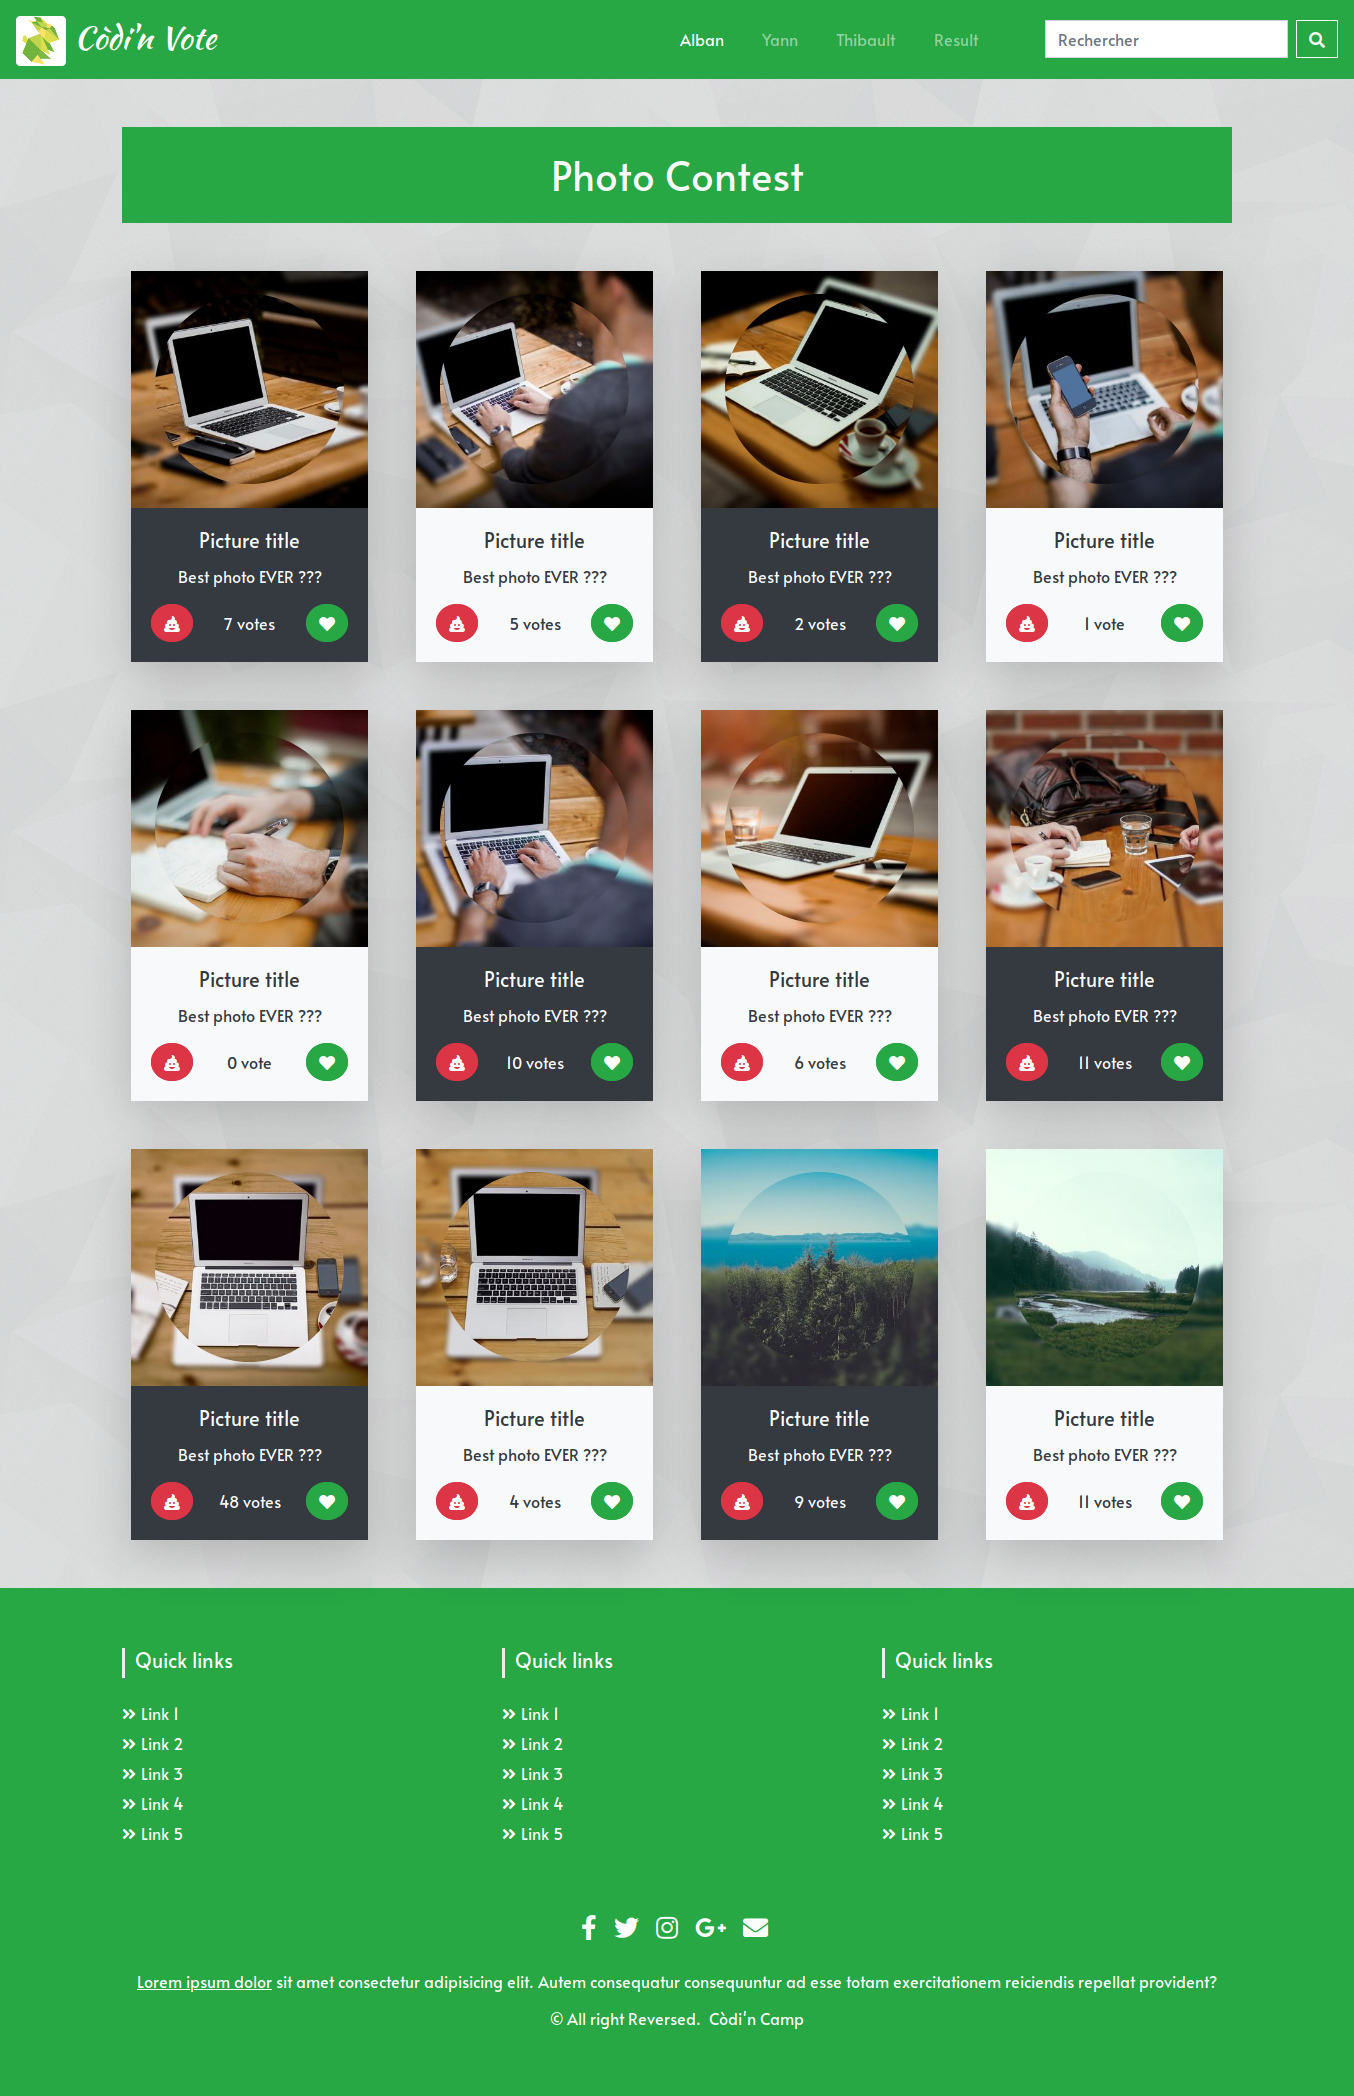 Còdi'n Vote
Alban Yann Thibault Result Rechercher
Photo Contest
Picture title Picture title Picture title Picture title
Best photo EVER ??? Best photo EVER ??? Best photo EVER ??? Best photo EVER ???
7 votes 5 votes 2 votes 1 vote
Picture title Picture title Picture title Picture title
Best photo EVER ??? Best photo EVER ??? Best photo EVER ??? Best photo EVER ???
0 vote 10 votes 6 votes 11 votes
Picture title Picture title Picture title Picture title
Best photo EVER ??? Best photo EVER ??? Best photo EVER ??? Best photo EVER ???
48 votes 4 votes 9 votes 11 votes
Quick links Quick links Quick links
Link 1 Link 1 Link 1
Link 2 Link 2 Link 2
Link 3 Link 3 Link 3
Link 4 Link 4 Link 4
Link 5 Link 5 Link 5
Lorem ipsum dolor sit amet consectetur adipisicing elit. Autem consequatur consequuntur ad esse totam exercitationem reiciendis repellat provident?
© All right Reversed. Còdi'n Camp